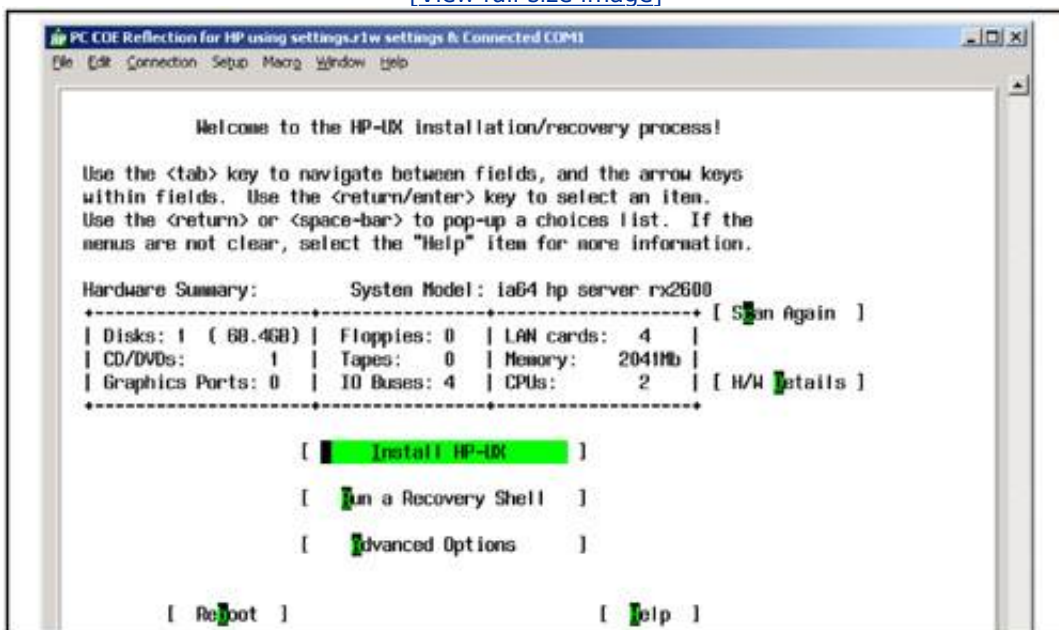 [View full size image]
PC COE Reflection for HP using settings.r1w settings & Connected COM1
File Edit Connection Setup Macro Window Help
Welcome to the HP-UX installation/recovery process!
Use the <tab> key to navigate between fields, and the arrow keys
within fields. Use the <return/enter> key to select an item.
Use the <return> or <space-bar> to pop-up a choices list. If the
menus are not clear, select the "Help" item for more information.
Hardware Summary: System Model: ia64 hp server rx2600
| Disks: 1 ( 68.4GB) | Floppies: 0 | LAN cards: 4 | [ Scan Again ]
| CD/DVDs: 1 | Tapes: 0 | Memory: 2041Mb |
| Graphics Ports: 0 | IO Buses: 4 | CPUs: 2 | [ H/W Details ]
[ Install HP-UX ]
[ Run a Recovery Shell ]
[ Advanced Options ]
[ Reboot ] [ Help ]